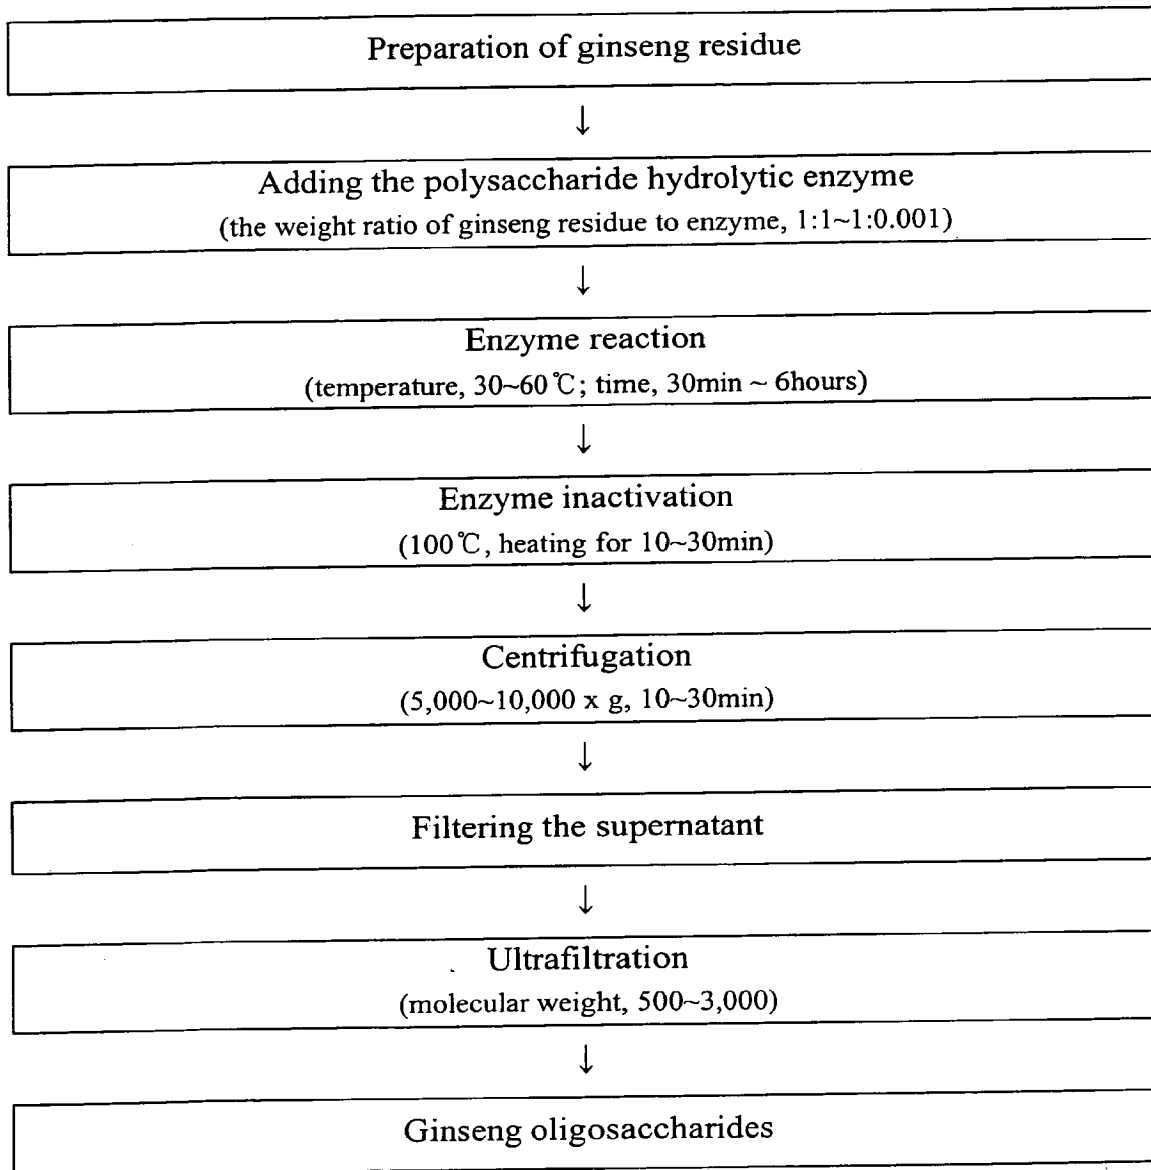 Preparation of ginseng residue
↓
Adding the polysaccharide hydrolytic enzyme
(the weight ratio of ginseng residue to enzyme, 1:1~1:0.001)
↓
Enzyme reaction
(temperature, 30~60℃; time, 30min ~ 6hours)
↓
Enzyme inactivation
(100℃, heating for 10~30min)
↓
Centrifugation
(5,000~10,000 x g, 10~30min)
↓
Filtering the supernatant
↓
Ultrafiltration
(molecular weight, 500~3,000)
↓
Ginseng oligosaccharides